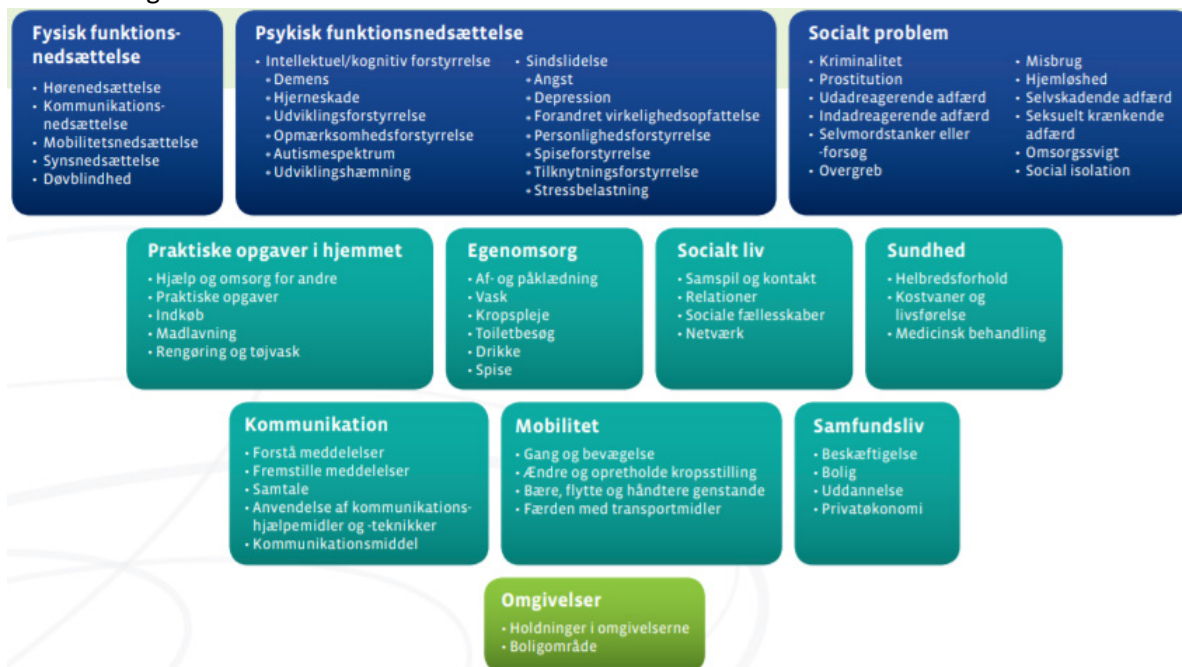 Fysisk funktions-
nedsættelse
• Hørenedsættelse
• Kommunikations-
nedsættelse
• Mobilitetsnedsættelse
• Synsnedsættelse
• Døvblindhed
Psykisk funktionsnedsættelse
• Intellektuel/kognitiv forstyrrelse
• Demens
• Hjerneskade
• Udviklingsforstyrrelse
• Opmærksomhedsforstyrrelse
• Autismespektrum
• Udviklingshæmning
• Sindslidelse
• Angst
• Depression
• Forandret virkelighedsopfattelse
• Personlighedsforstyrrelse
• Spiseforstyrrelse
• Tilknytningsforstyrrelse
• Stressbelastning
Socialt problem
• Kriminalitet
• Prostitution
• Udadreagerende adfærd
• Indadreagerende adfærd
• Selvmordstanker eller
-forsøg
• Overgreb
• Misbrug
• Hjemløshed
• Selvskadende adfærd
• Seksuelt krænkende
adfærd
• Omsorgssvigt
• Social isolation
Praktiske opgaver i hjemmet
• Hjælp og omsorg for andre
• Praktiske opgaver
• Indkøb
• Madlavning
• Rengøring og tøjvask
Egenomsorg
• Af- og påklædning
• Vask
• Kropspleje
• Toiletbesøg
• Drikke
• Spise
Socialt liv
• Samspil og kontakt
• Relationer
• Sociale fællesskaber
• Netværk
Sundhed
• Helbredsforhold
• Kostvaner og
livsførelse
• Medicinsk behandling
Kommunikation
• Forstå meddelelser
• Fremstille meddelelser
• Samtale
• Anvendelse af kommunikations-
hjælpemidler og -teknikker
• Kommunikationsmiddel
Mobilitet
• Gang og bevægelse
• Ændre og opretholde kropsstilling
• Bære, flytte og håndtere genstande
• Færden med transportmidler
Samfundsliv
• Beskæftigelse
• Bolig
• Uddannelse
• Privatøkonomi
Omgivelser
• Holdninger i omgivelserne
• Boligområde